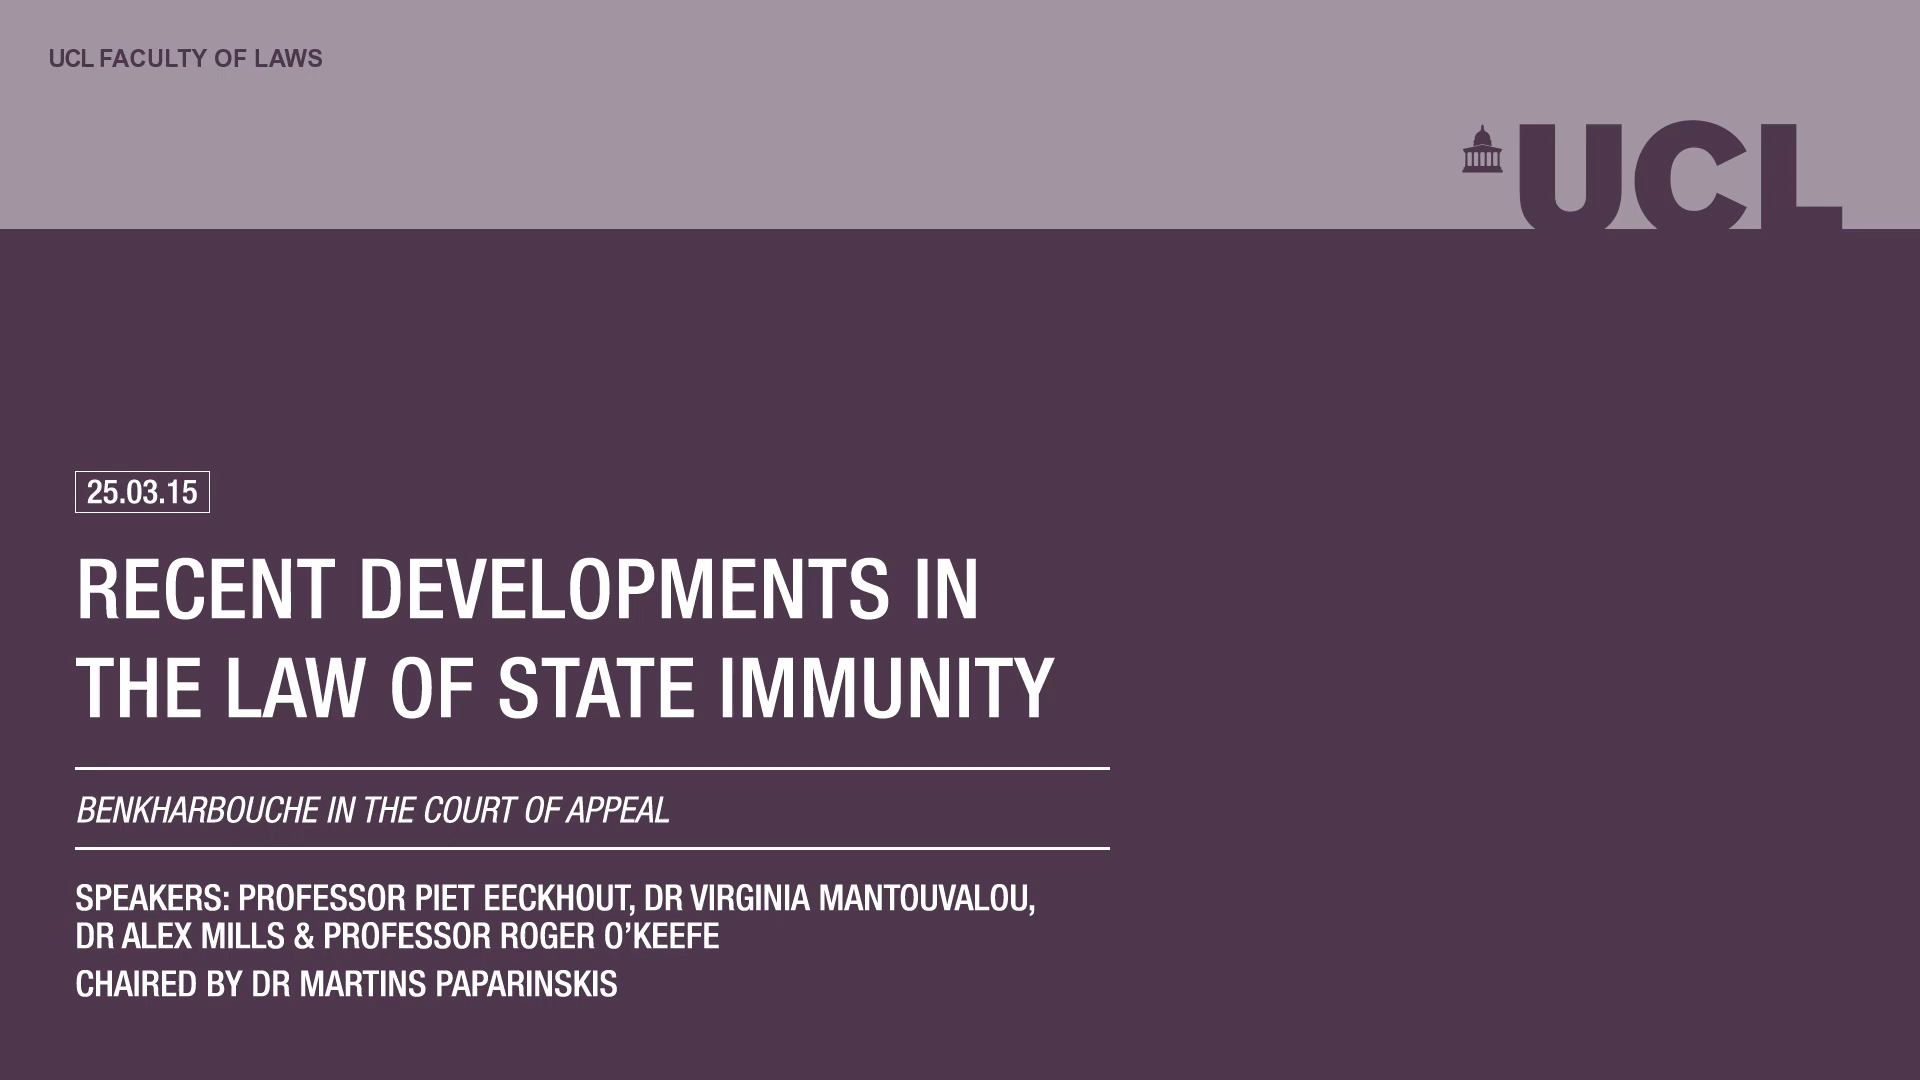 UCL FACULTY OF LAWS
UCL
25.03.15
RECENT DEVELOPMENTS IN
THE LAW OF STATE IMMUNITY
BENKHARBOUCHE IN THE COURT OF APPEAL
SPEAKERS: PROFESSOR PIET EECKHOUT, DR VIRGINIA MANTOUVALOU,
DR ALEX MILLS & PROFESSOR ROGER O’KEEFE
CHAIRED BY DR MARTINS PAPARINSKIS